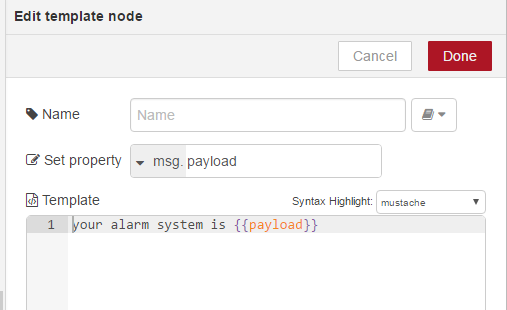 Edit template node
Cancel Done
Name Name
Set property msg. payload
Template Syntax Highlight: mustache
1 your alarm system is {{payload}}